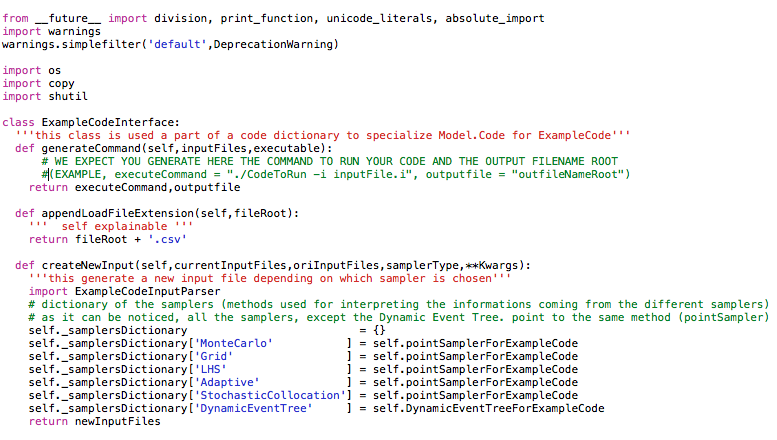 from __future__ import division, print_function, unicode_literals, absolute_import
import warnings
warnings.simplefilter('default',DeprecationWarning)

import os
import copy
import shutil

class ExampleCodeInterface:
  '''this class is used a part of a code dictionary to specialize Model.Code for ExampleCode'''
  def generateCommand(self,inputFiles,executable):
      # WE EXPECT YOU GENERATE HERE THE COMMAND TO RUN YOUR CODE AND THE OUTPUT FILENAME ROOT
      #(EXAMPLE, executeCommand = "./CodeToRun -i inputFile.i", outputfile = "outfileNameRoot")
    return executeCommand,outputfile

  def appendLoadFileExtension(self,fileRoot):
    '''  self explainable '''
    return fileRoot + '.csv'

  def createNewInput(self,currentInputFiles,oriInputFiles,samplerType,**Kwargs):
    '''this generate a new input file depending on which sampler is chosen'''
    import ExampleCodeInputParser
    # dictionary of the samplers (methods used for interpreting the informations coming from the different samplers)
    # as it can be noticed, all the samplers, except the Dynamic Event Tree. point to the same method (pointSampler)
    self._samplersDictionary                          = {}
    self._samplersDictionary['MonteCarlo'           ] = self.pointSamplerForExampleCode
    self._samplersDictionary['Grid'                 ] = self.pointSamplerForExampleCode
    self._samplersDictionary['LHS'                  ] = self.pointSamplerForExampleCode
    self._samplersDictionary['Adaptive'             ] = self.pointSamplerForExampleCode
    self._samplersDictionary['StochasticCollocation'] = self.pointSamplerForExampleCode
    self._samplersDictionary['DynamicEventTree'     ] = self.DynamicEventTreeForExampleCode
    return newInputFiles